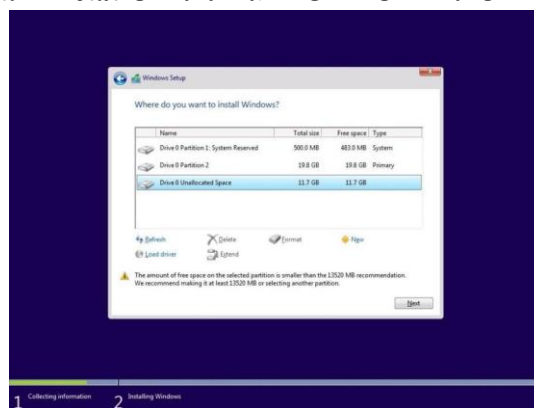 Windows Setup
Where do you want to install Windows?
Name Total size Free space Type
Drive 0 Partition 1: System Reserved 500.0 MB 483.0 MB System
Drive 0 Partition 2 19.8 GB 19.8 GB Primary
Drive 0 Unallocated Space 11.7 GB 11.7 GB
Refresh Delete Format New
Load driver Extend
The amount of free space on the selected partition is smaller than the 13520 MB recommendation.
We recommend making it at least 13520 MB or selecting another partition.
Next
1 Collecting information 2 Installing Windows